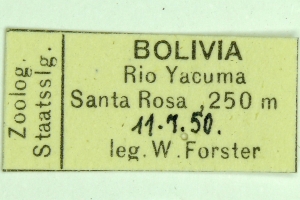 Zoolog.
Staatsslg.
BOLIVIA
Rio Yacuma
Santa Rosa , 250 m
11.7.50.
leg. W. Forster